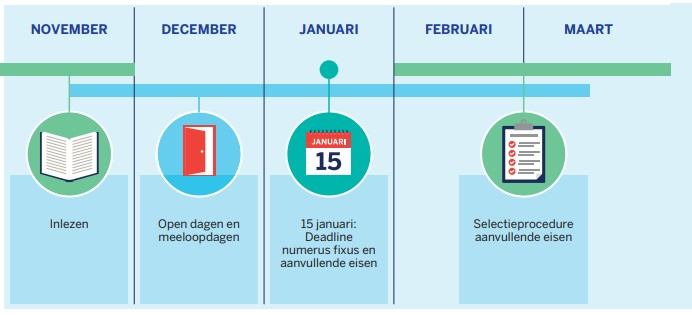 NOVEMBER
DECEMBER
JANUARI
FEBRUARI
MAART
JANUARI
15
Inlezen
Open dagen en
meeloopdagen
15 januari:
Deadline
numerus fixus en
aanvullende eisen
Selectieprocedure
aanvullende eisen